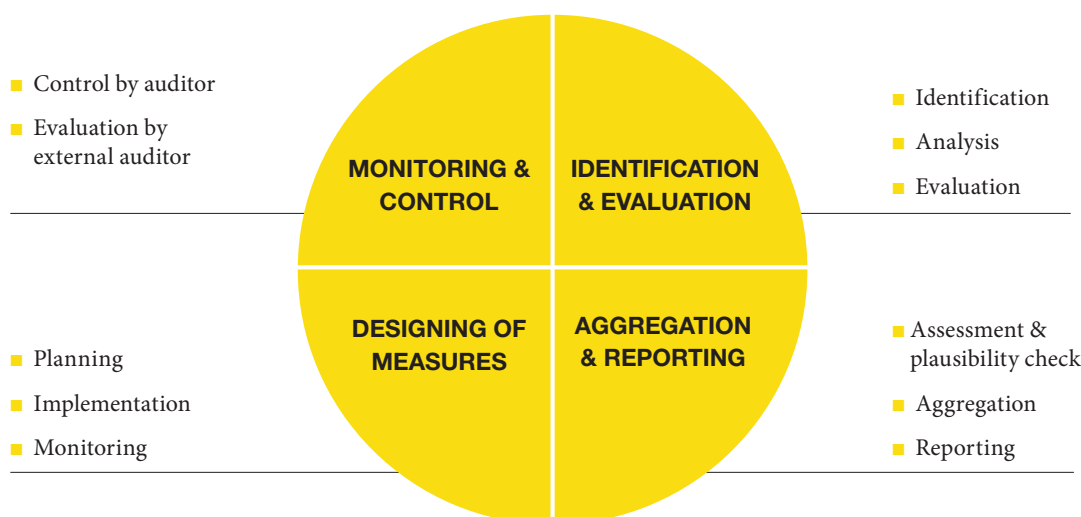 Control by auditor
Evaluation by
external auditor
MONITORING &
CONTROL
IDENTIFICATION
& EVALUATION
Identification
Analysis
Evaluation
Planning
Implementation
Monitoring
DESIGNING OF
MEASURES
AGGREGATION
& REPORTING
Assessment &
plausibility check
Aggregation
Reporting